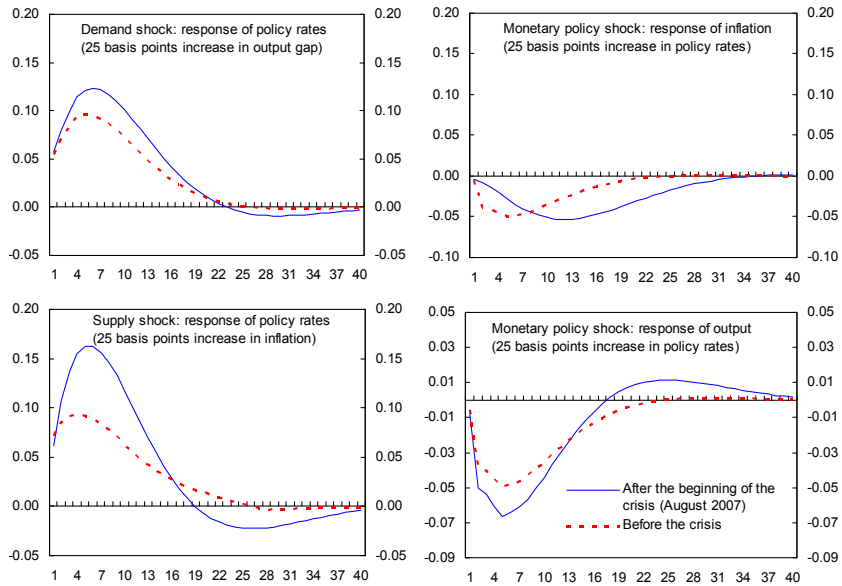 Demand shock: response of policy rates
(25 basis points increase in output gap)
0.20 0.20
0.15 0.15
0.10 0.10
0.05 0.05
0.00 0.00
-0.05 -0.05
1 4 7 10 13 16 19 22 25 28 31 34 37 40
Monetary policy shock: response of inflation
(25 basis points increase in policy rates)
0.20 0.20
0.15 0.15
0.10 0.10
0.05 0.05
0.00 0.00
-0.05 -0.05
-0.10 -0.10
1 4 7 10 13 16 19 22 25 28 31 34 37 40
Supply shock: response of policy rates
(25 basis points increase in inflation)
0.20 0.20
0.15 0.15
0.10 0.10
0.05 0.05
0.00 0.00
-0.05 -0.05
1 4 7 10 13 16 19 22 25 28 31 34 37 40
Monetary policy shock: response of output
(25 basis points increase in policy rates)
0.05 0.05
0.03 0.03
0.01 0.01
-0.01 -0.01
-0.03 -0.03
-0.05 -0.05
-0.07 -0.07
-0.09 -0.09
After the beginning of the
crisis (August 2007)
Before the crisis
1 4 7 10 13 16 19 22 25 28 31 34 37 40